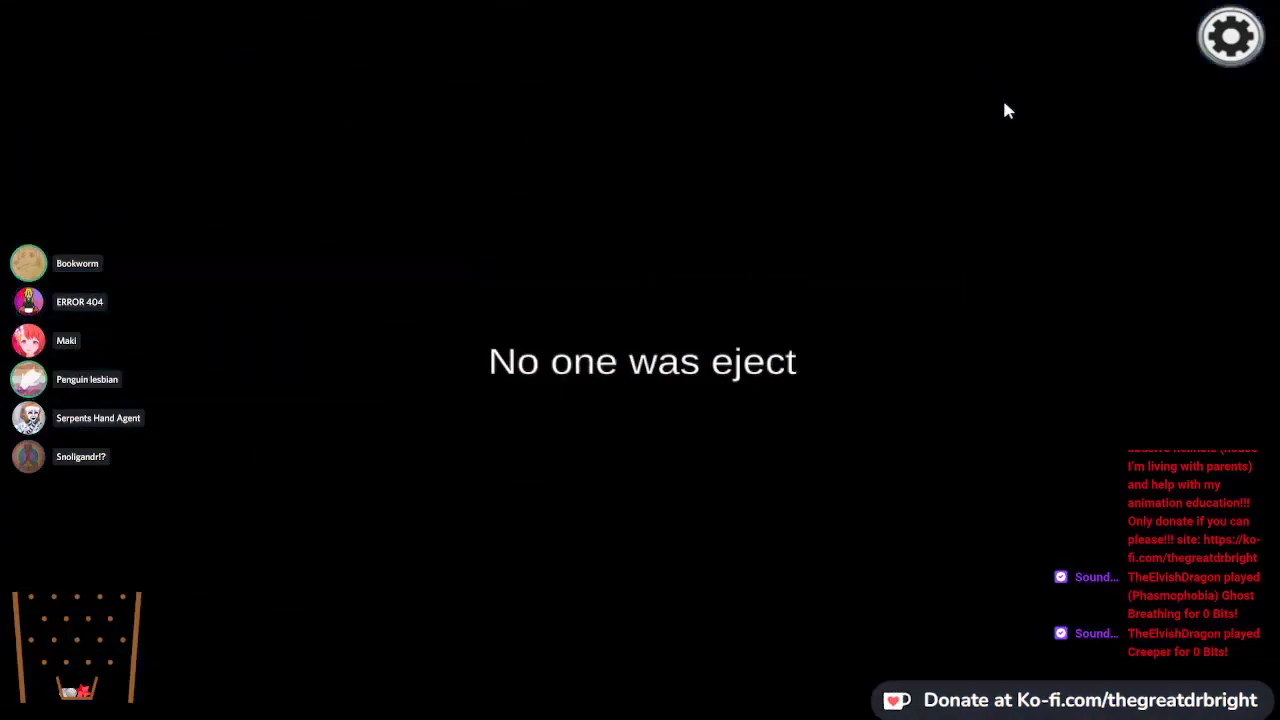 Bookworm
ERROR 404
Maki
Penguin lesbian
Serpents Hand Agent
Snoligandr!?
No one was eject
I'm living with parents)
and help with my
animation education!!!
Only donate if you can
please!!! site: https://ko-
fi.com/thegreatdrbright
Sound... TheElvishDragon played
(Phasmophobia) Ghost
Breathing for 0 Bits!
Sound... TheElvishDragon played
Creeper for 0 Bits!
Donate at Ko-fi.com/thegreatdrbright